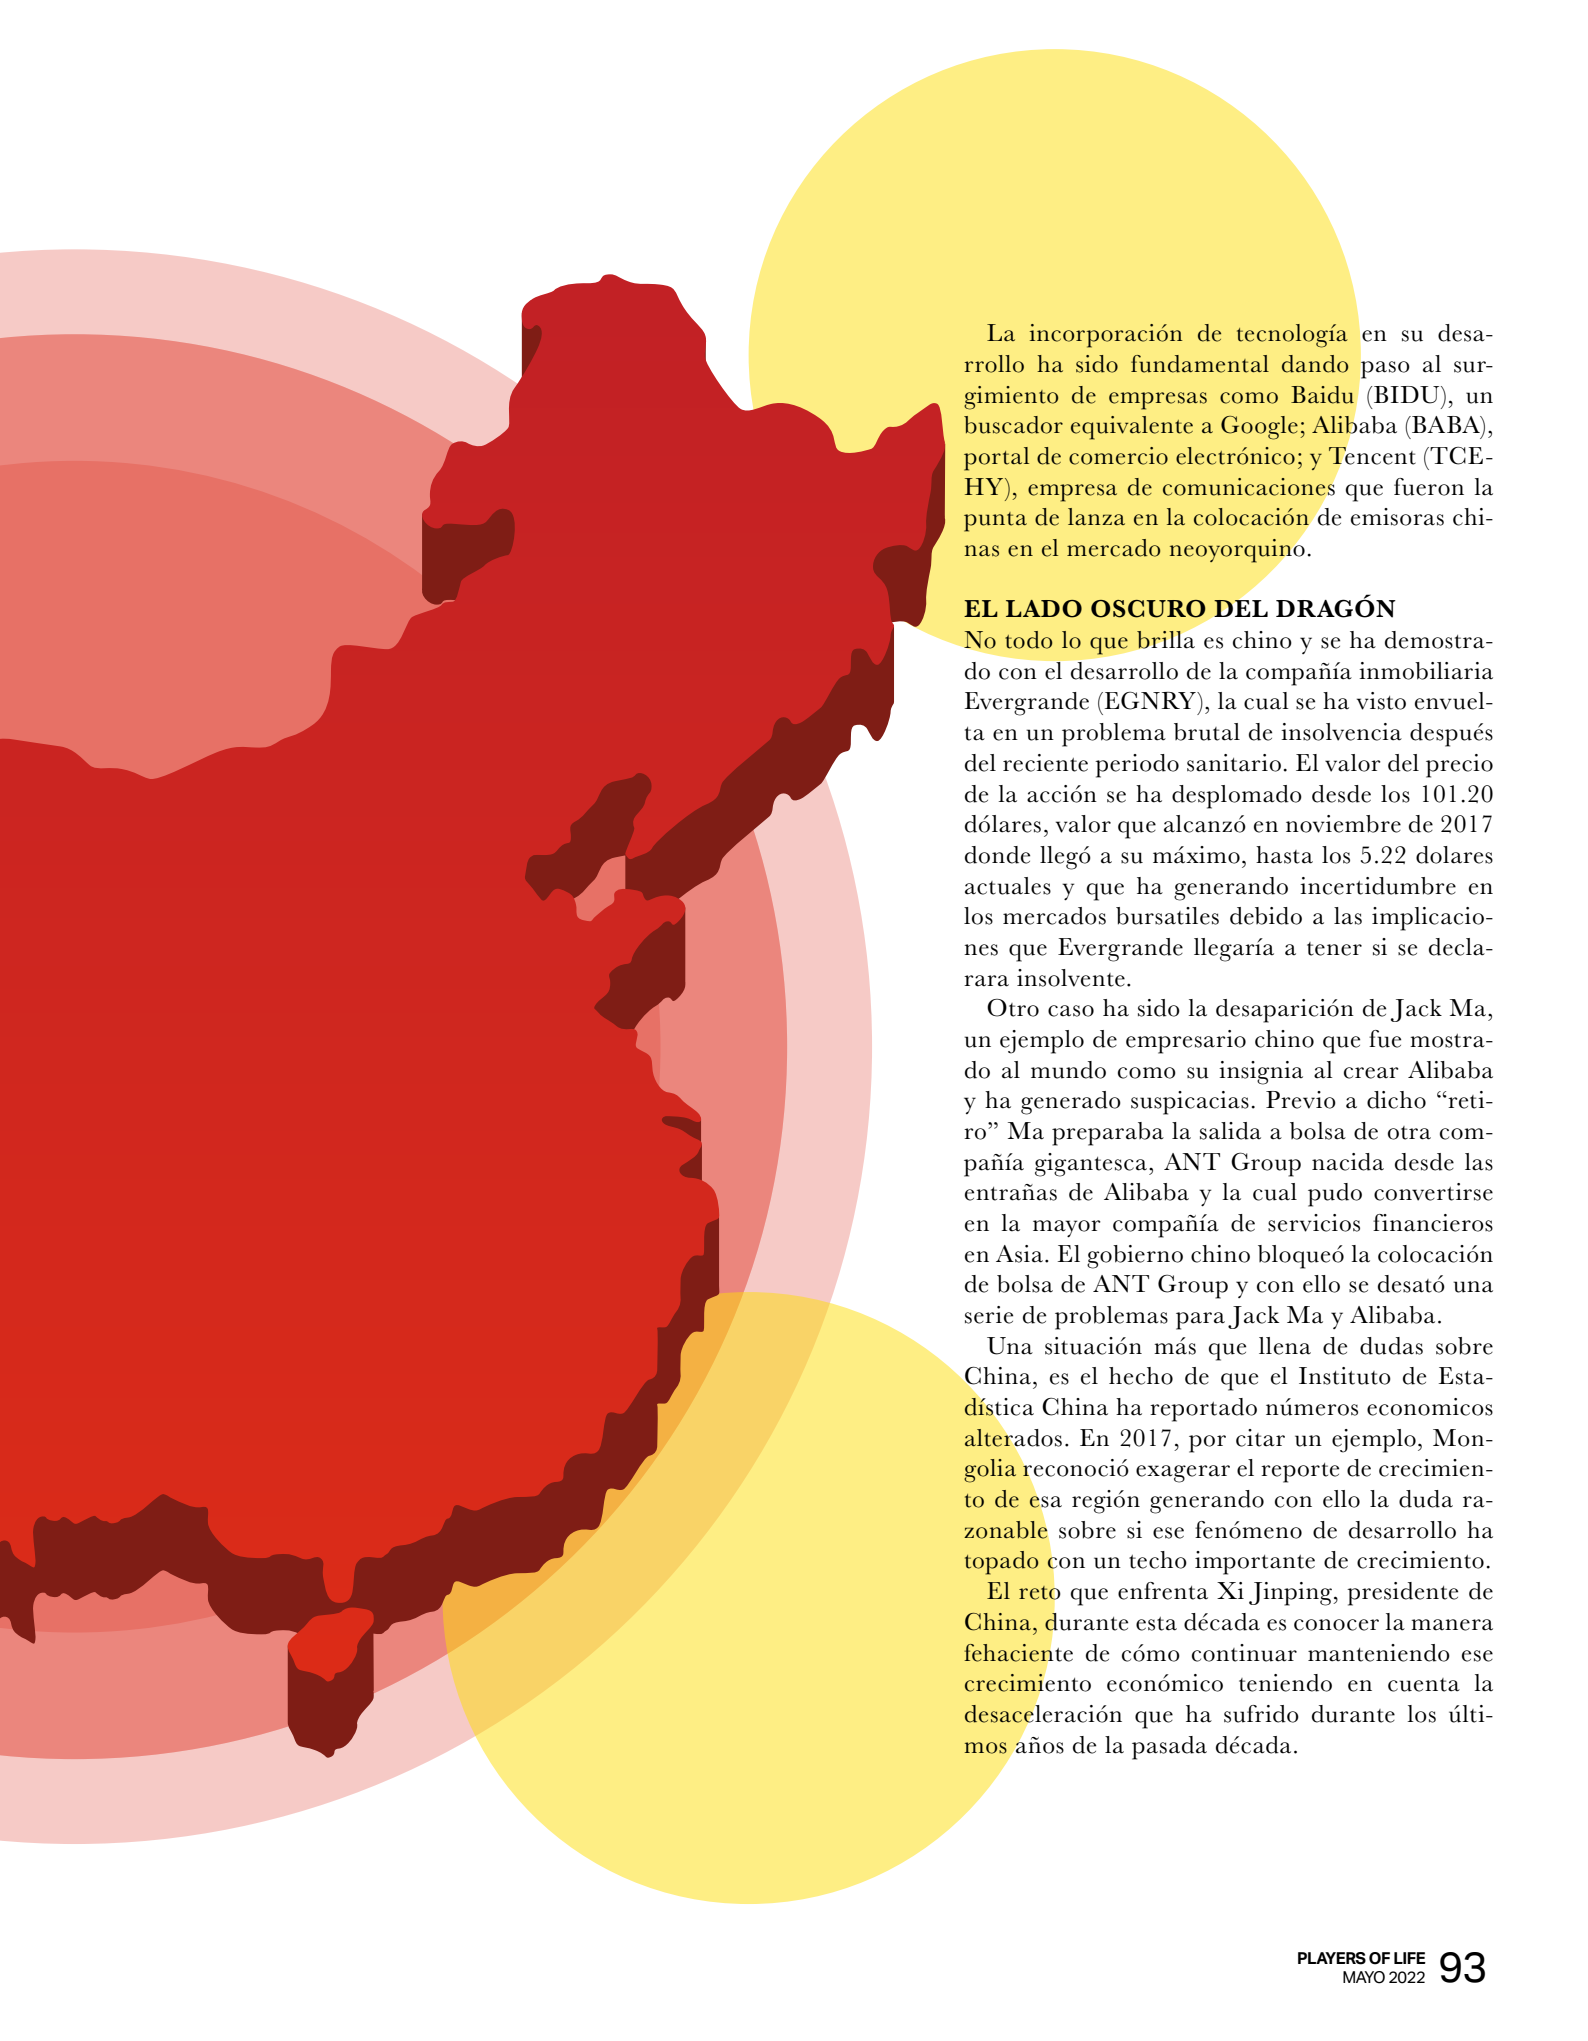 La incorporación de tecnología en su desa-
rrollo ha sido fundamental dando paso al sur-
gimiento de empresas como Baidu (BIDU), un
buscador equivalente a Google; Alibaba (BABA),
portal de comercio electrónico; y Tencent (TCE-
HY), empresa de comunicaciones que fueron la
punta de lanza en la colocación de emisoras chi-
nas en el mercado neoyorquino.
EL LADO OSCURO DEL DRAGÓN
No todo lo que brilla es chino y se ha demostra-
do con el desarrollo de la compañía inmobiliaria
Evergrande (EGNRY), la cual se ha visto envuel-
ta en un problema brutal de insolvencia después
del reciente periodo sanitario. El valor del precio
de la acción se ha desplomado desde los 101.20
dólares, valor que alcanzó en noviembre de 2017
donde llegó a su máximo, hasta los 5.22 dolares
actuales y que ha generando incertidumbre en
los mercados bursatiles debido a las implicacio-
nes que Evergrande llegaría a tener si se decla-
rara insolvente.
Otro caso ha sido la desaparición de Jack Ma,
un ejemplo de empresario chino que fue mostra-
do al mundo como su insignia al crear Alibaba
y ha generado suspicacias. Previo a dicho “reti-
ro” Ma preparaba la salida a bolsa de otra com-
pañía gigantesca, ANT Group nacida desde las
entrañas de Alibaba y la cual pudo convertirse
en la mayor compañía de servicios financieros
en Asia. El gobierno chino bloqueó la colocación
de bolsa de ANT Group y con ello se desató una
serie de problemas para Jack Ma y Alibaba.
Una situación más que llena de dudas sobre
China, es el hecho de que el Instituto de Esta-
dística China ha reportado números economicos
alterados. En 2017, por citar un ejemplo, Mon-
golia reconoció exagerar el reporte de crecimien-
to de esa región generando con ello la duda ra-
zonable sobre si ese fenómeno de desarrollo ha
topado con un techo importante de crecimiento.
El reto que enfrenta Xi Jinping, presidente de
China, durante esta década es conocer la manera
fehaciente de cómo continuar manteniendo ese
crecimiento económico teniendo en cuenta la
desaceleración que ha sufrido durante los últi-
mos años de la pasada década.
PLAYERS OF LIFE
MAYO 2022 93